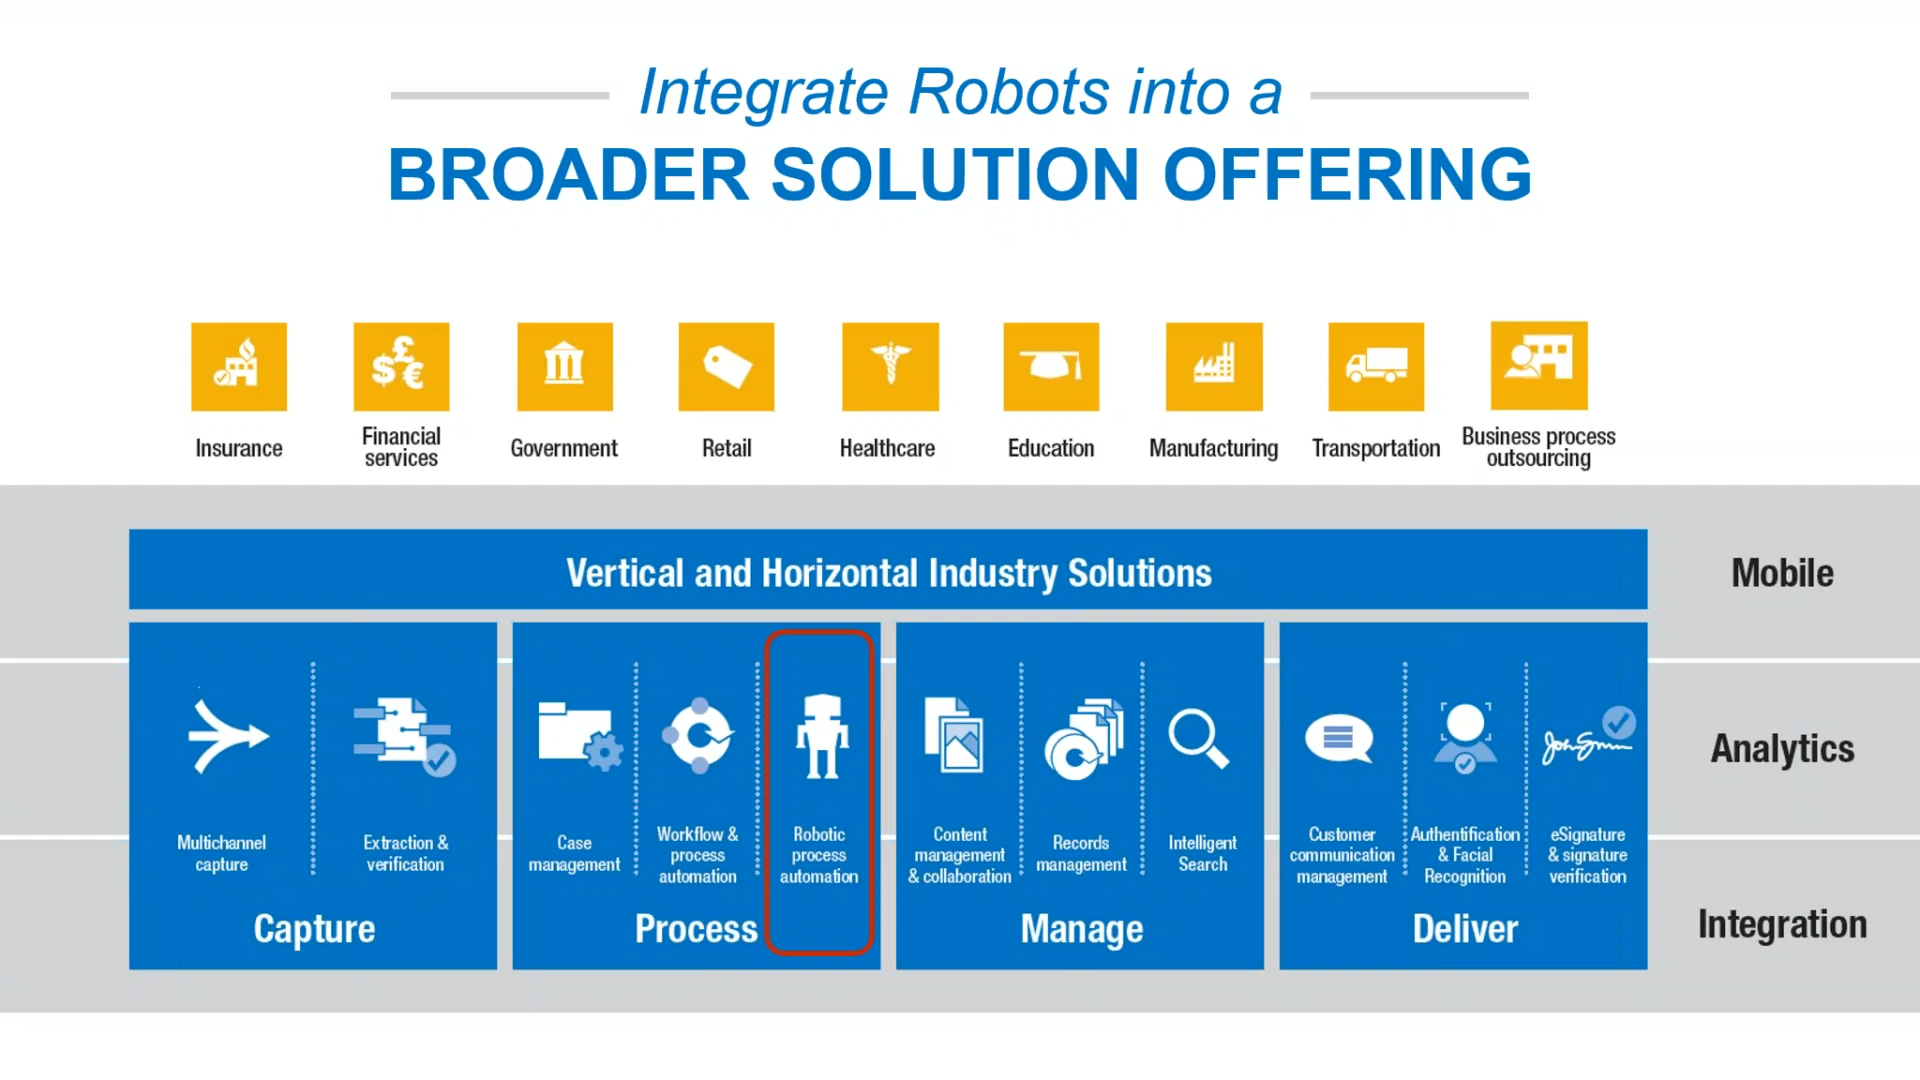 Integrate Robots into a
BROADER SOLUTION OFFERING
Insurance
Financial
services
Government
Retail
Healthcare
Education
Manufacturing
Transportation
Business process
outsourcing
Vertical and Horizontal Industry Solutions
Mobile
Analytics
Integration
Multichannel
capture
Extraction &
verification
Capture
Case
management
Workflow &
process
automation
Robotic
process
automation
Process
Content
management
& collaboration
Records
management
Intelligent
Search
Manage
Customer
communication
management
Authentification
& Facial
Recognition
eSignature
& signature
verification
Deliver